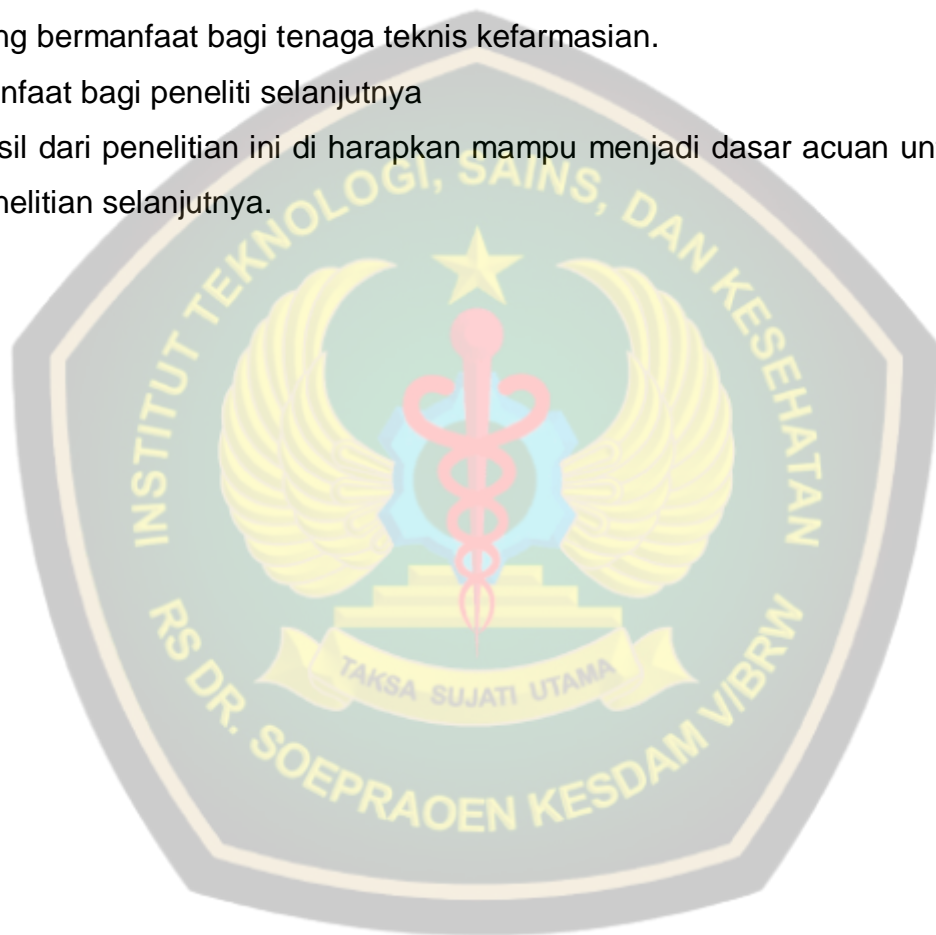 ng bermanfaat bagi tenaga teknis kefarmasian.
nfaat bagi peneliti selanjutnya
sil dari penelitian ini di harapkan mampu menjadi dasar acuan un
nelitian selanjutnya.
INSTITUT TEKNOLOGI, SAINS, DAN KESEHATAN
TAKSA SUJATI UTAMA
RS DR. SOEPRAOEN KESDAM V/BRW